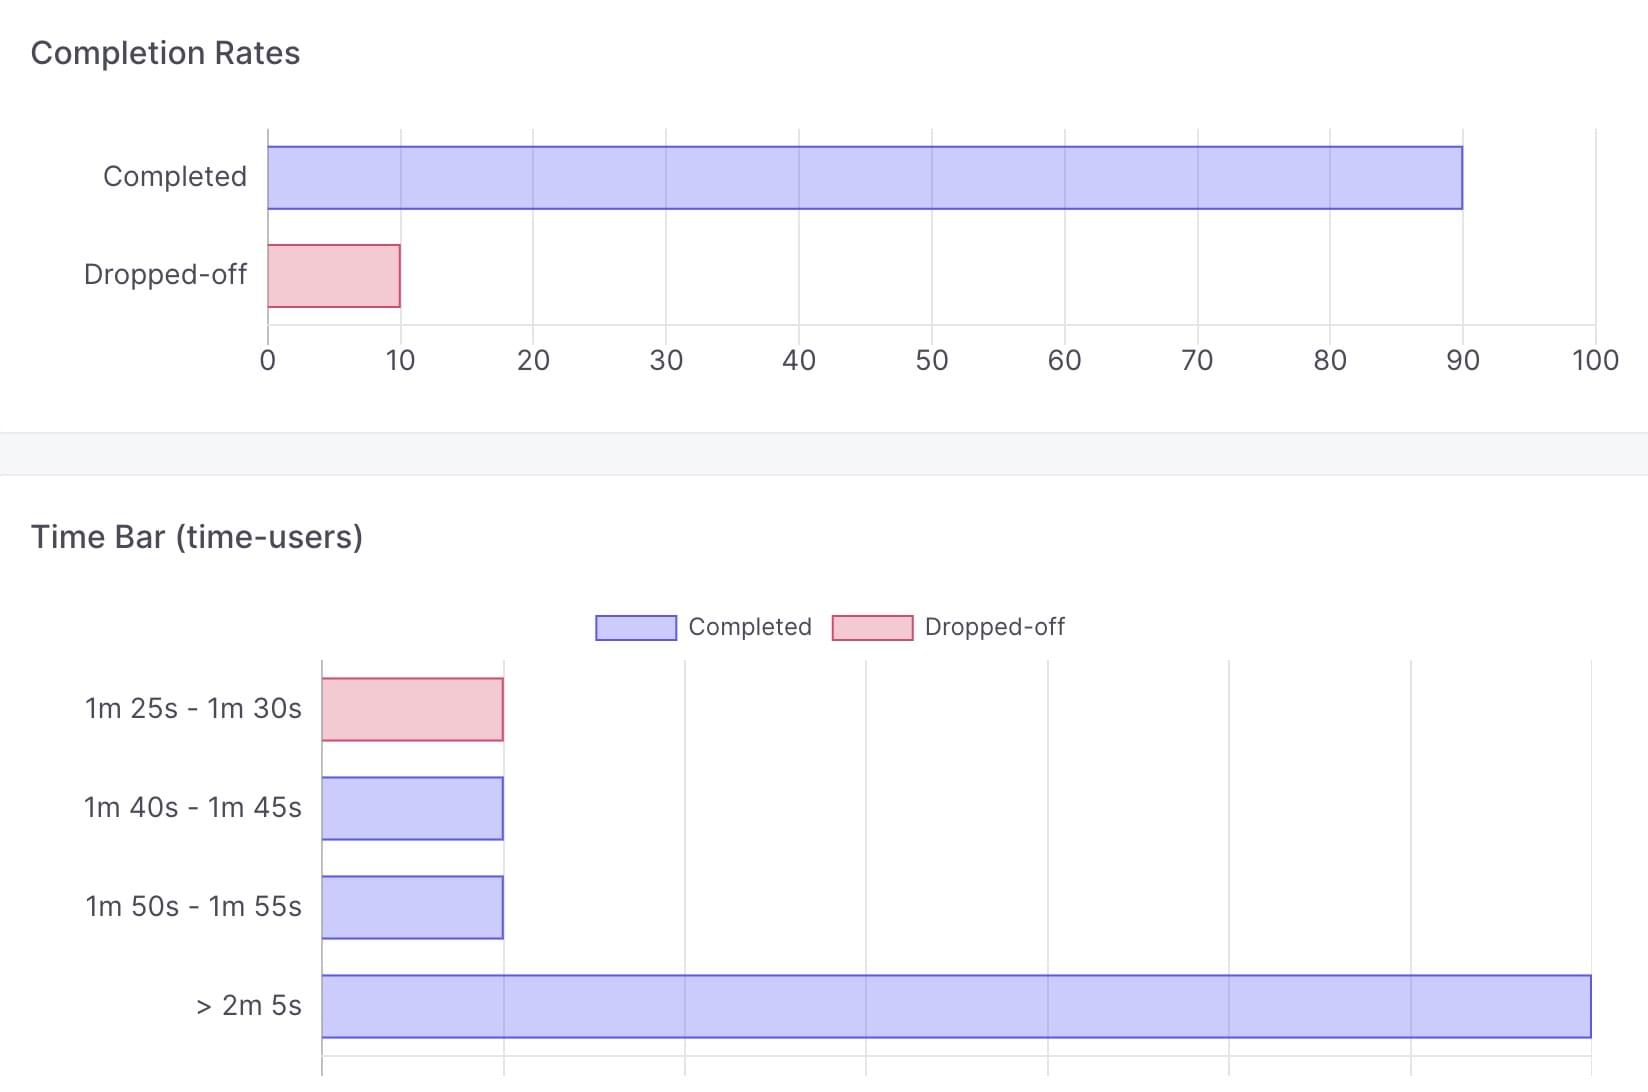 Completion Rates
Completed
Dropped-off
0 10 20 30 40 50 60 70 80 90 100
Time Bar (time-users)
Completed Dropped-off
1m 25s - 1m 30s
1m 40s - 1m 45s
1m 50s - 1m 55s
> 2m 5s